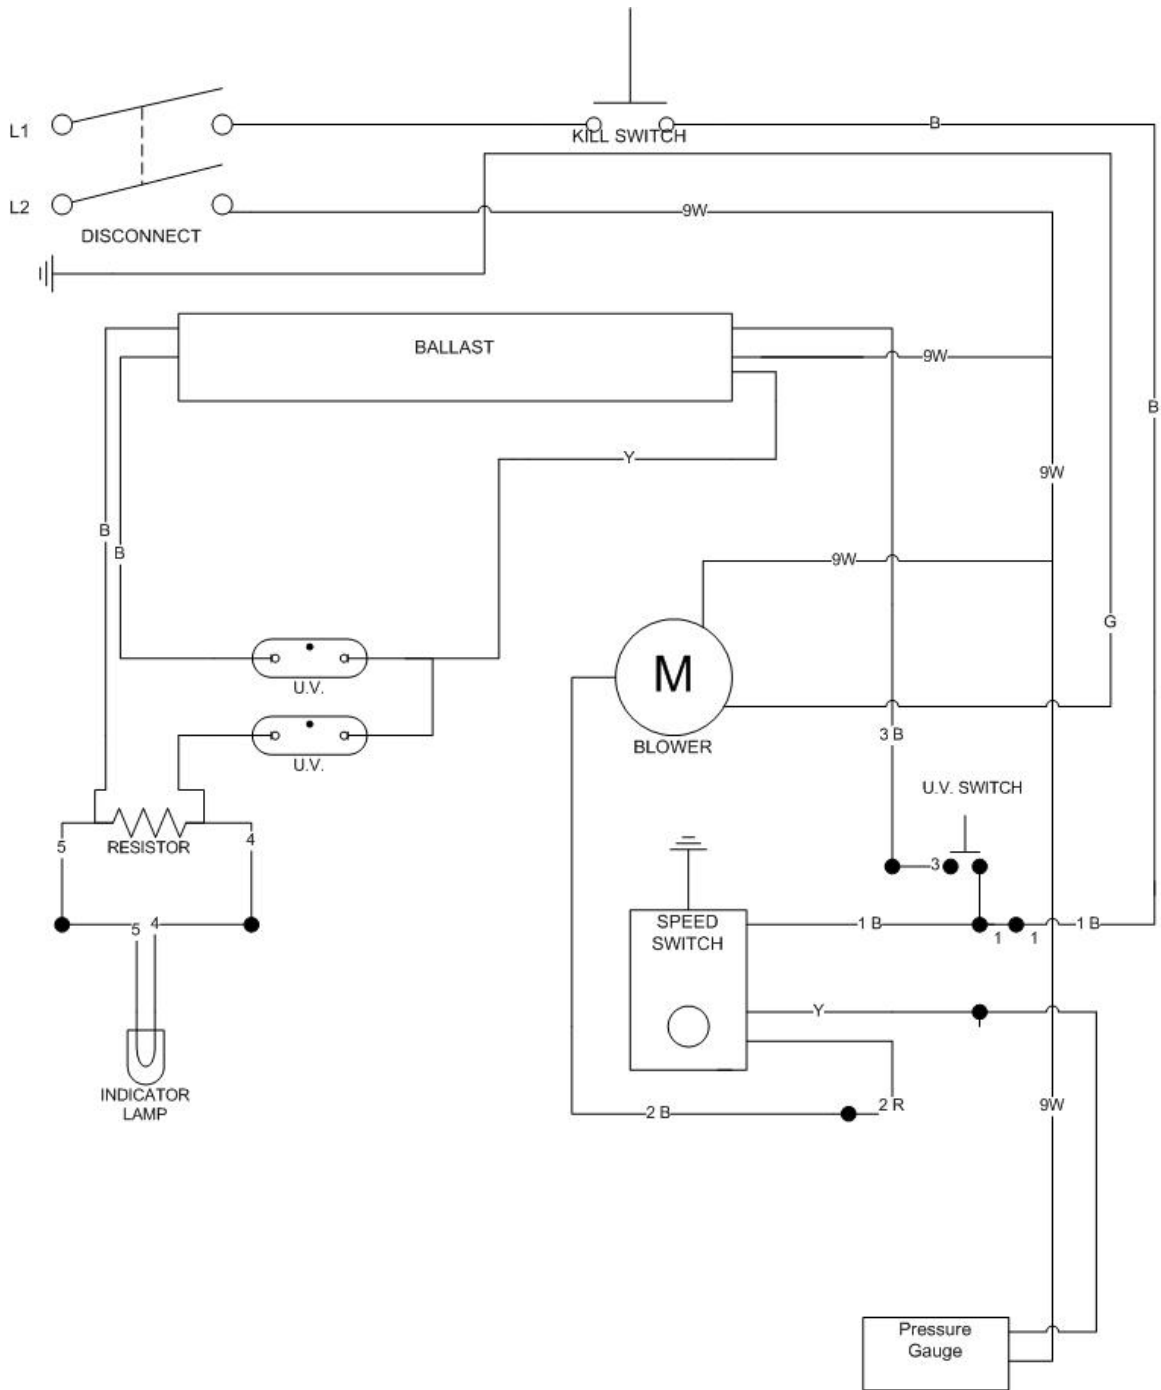 L1
KILL SWITCH
B
L2
9W
DISCONNECT
BALLAST
9W
B
Y
9W
B
B
9W
G
U.V.
M
3 B
BLOWER
U.V.
U.V. SWITCH
5
RESISTOR
4
3
5
4
SPEED
SWITCH
1 B
1
1
1 B
Y
INDICATOR
LAMP
2 B
2 R
9W
Pressure
Gauge